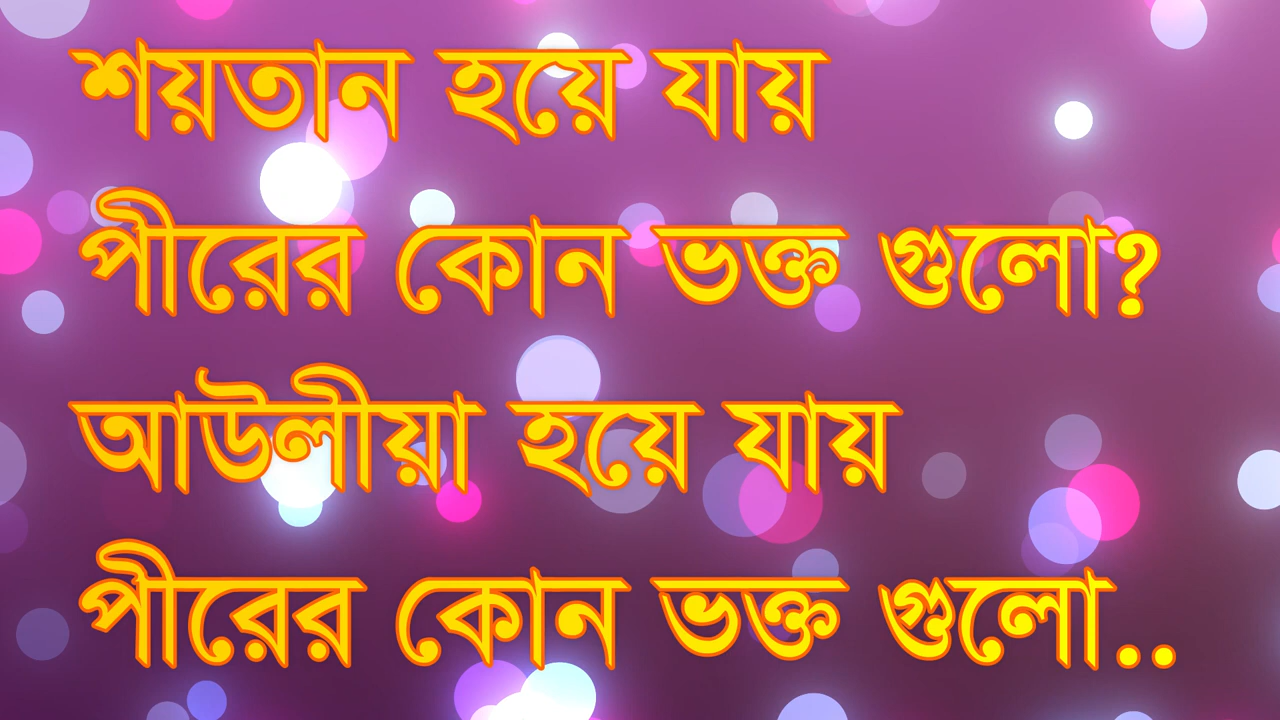 শয়তান হয়ে যায়
পীরের কোন ভক্ত গুলো?
আউলীয়া হয়ে যায়
পীরের কোন ভক্ত গুলো..